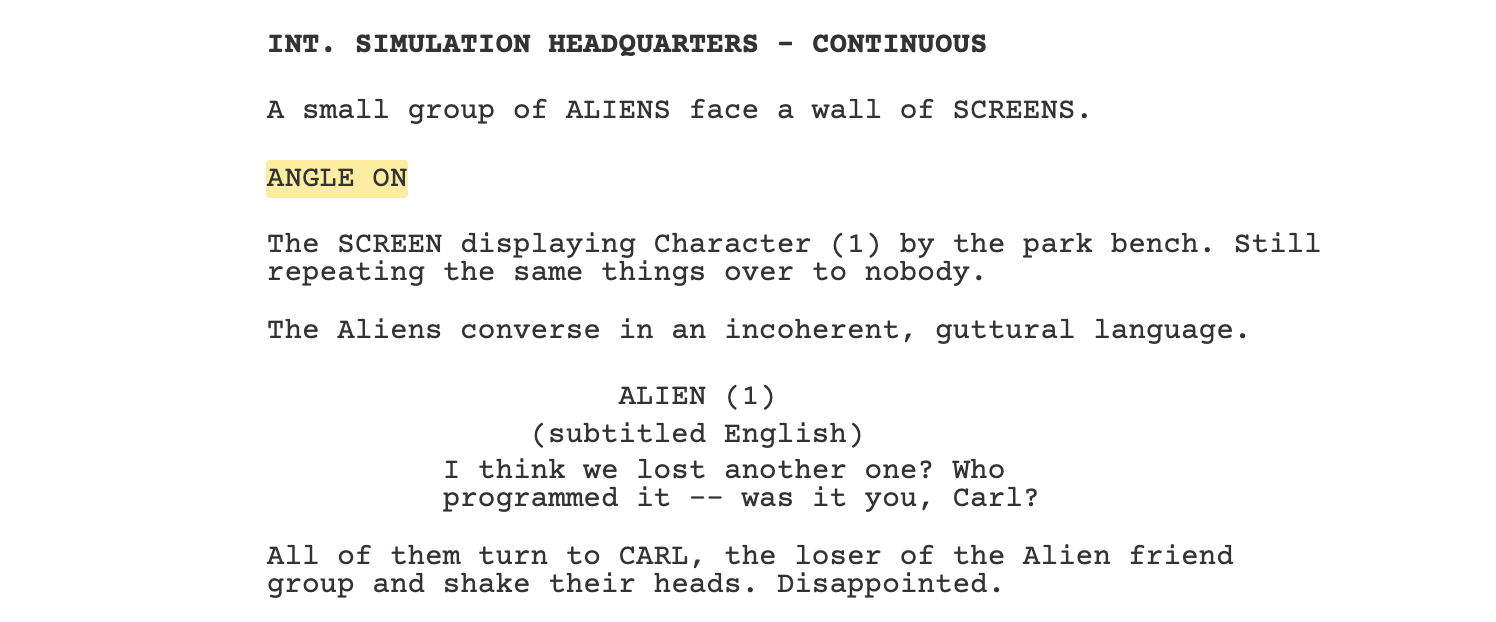 INT. SIMULATION HEADQUARTERS - CONTINUOUS
A small group of ALIENS face a wall of SCREENS.
ANGLE ON
The SCREEN displaying Character (1) by the park bench. Still
repeating the same things over to nobody.
The Aliens converse in an incoherent, guttural language.
ALIEN (1)
(subtitled English)
I think we lost another one? Who
programmed it -- was it you, Carl?
All of them turn to CARL, the loser of the Alien friend
group and shake their heads. Disappointed.